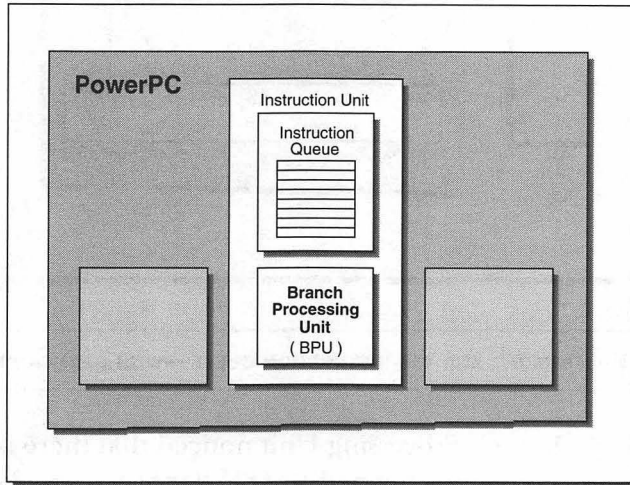 PowerPC
Instruction Unit
Instruction
Queue
Branch
Processing
Unit
( BPU )